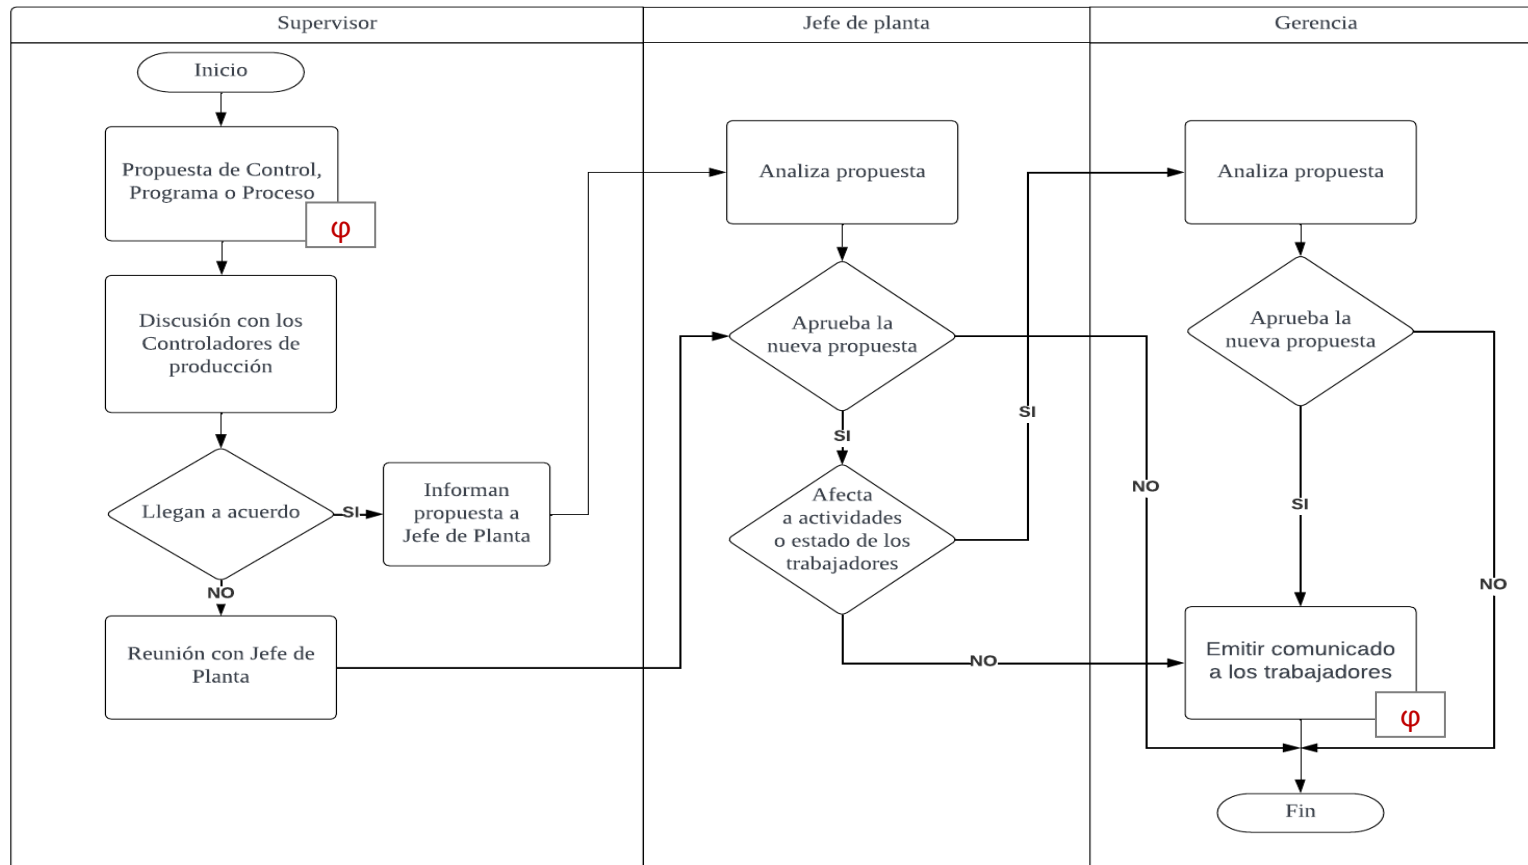 Supervisor
Jefe de planta
Gerencia
Inicio
Propuesta de Control,
Programa o Proceso
φ
Discusión con los
Controladores de
producción
Llegan a acuerdo
SI
Informan
propuesta a
Jefe de Planta
NO
Reunión con Jefe de
Planta
Analiza propuesta
Aprueba la
nueva propuesta
SI
NO
Afecta
a actividades
o estado de los
trabajadores
SI
NO
Analiza propuesta
Aprueba la
nueva propuesta
SI
NO
Emitir comunicado
a los trabajadores
φ
Fin